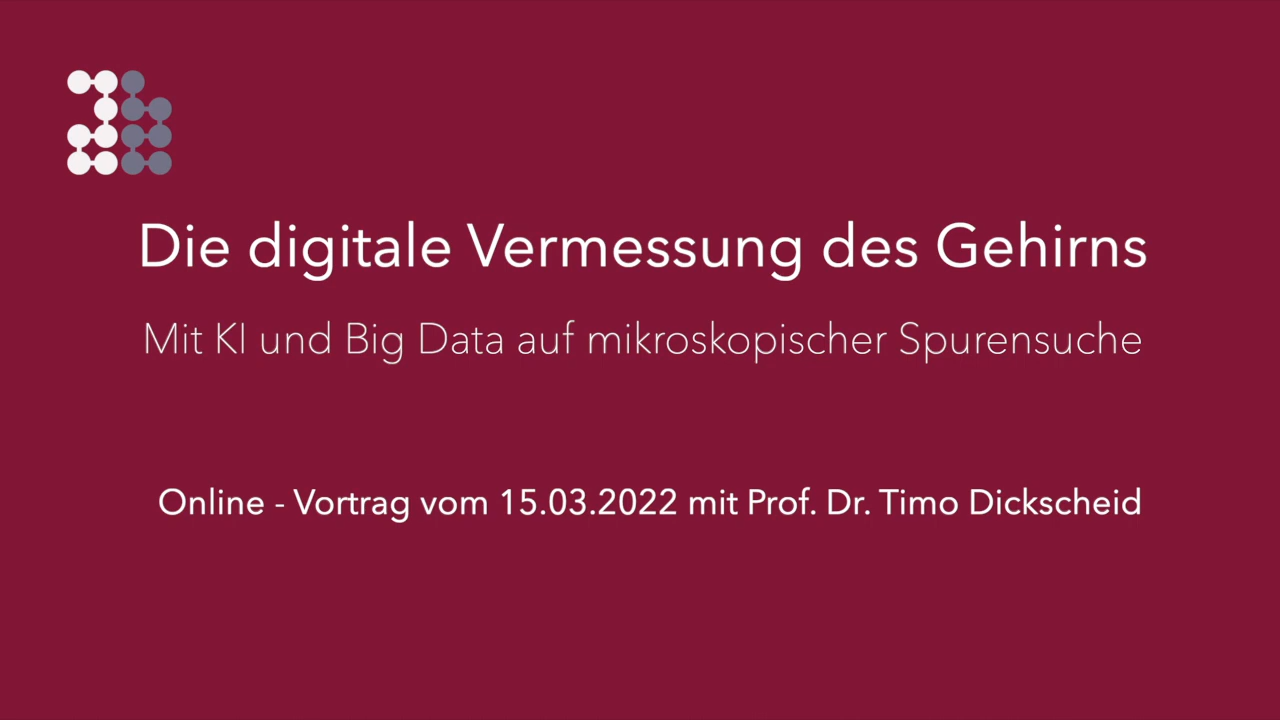 Die digitale Vermessung des Gehirns
Mit KI und Big Data auf mikroskopischer Spurensuche
Online - Vortrag vom 15.03.2022 mit Prof. Dr. Timo Dickscheid